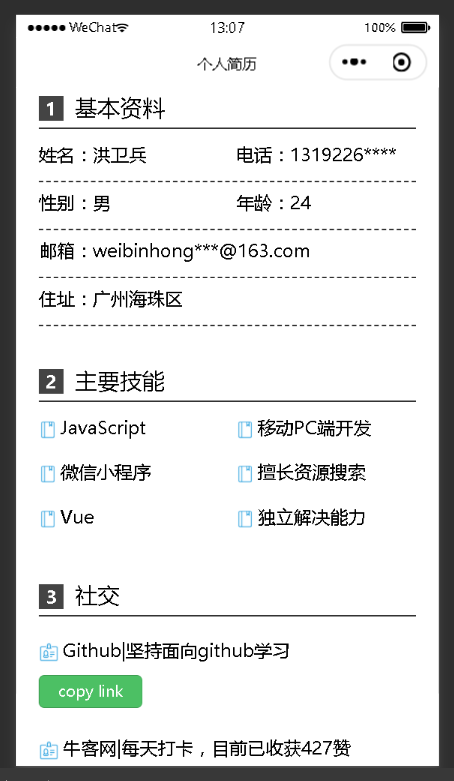 WeChat 13:07 100%
个人简历
1 基本资料
姓名：洪卫兵 电话：1319226****
性别：男 年龄：24
邮箱：weibinhong***@163.com
住址：广州海珠区
2 主要技能
JavaScript 移动PC端开发
微信小程序 擅长资源搜索
Vue 独立解决能力
3 社交
Github|坚持面向github学习
copy link
牛客网|每天打卡，目前已收获427赞